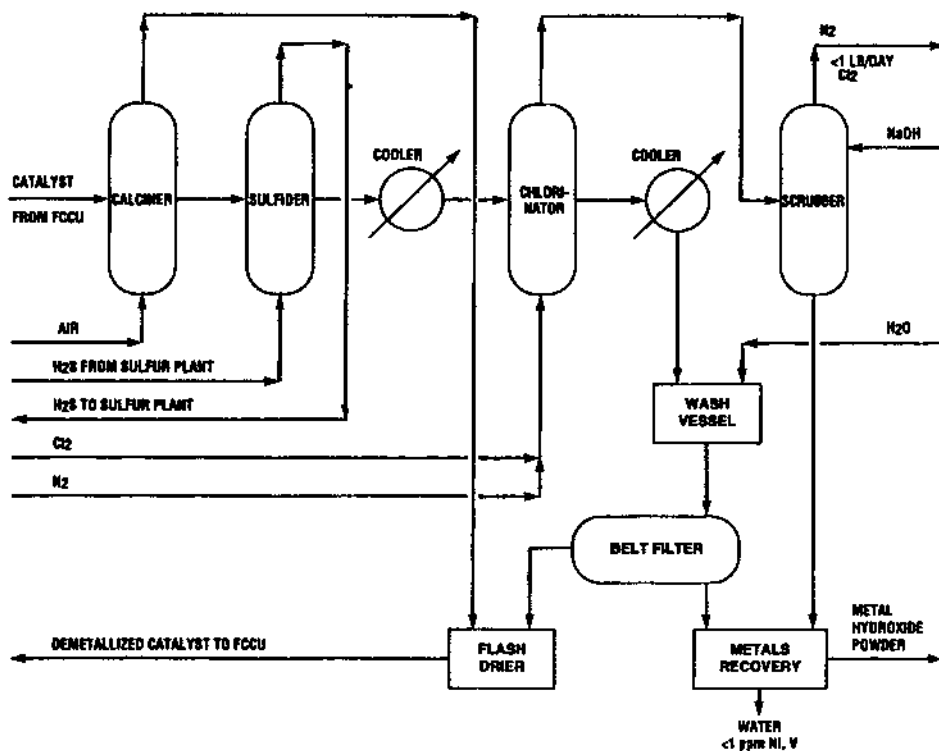 N2
<1 LB/DAY
Cl2
NaOH
COOLER
COOLER
CATALYST
FROM FCCU
CALCINER
SULFIDER
CHLORI-
NATOR
SCRUBBER
AIR
H2S FROM SULFUR PLANT
H2S TO SULFUR PLANT
Cl2
N2
H2O
WASH
VESSEL
BELT FILTER
DEMETALLIZED CATALYST TO FCCU
FLASH
DRIER
METALS
RECOVERY
METAL
HYDROXIDE
POWDER
WATER
<1 ppm Ni, V